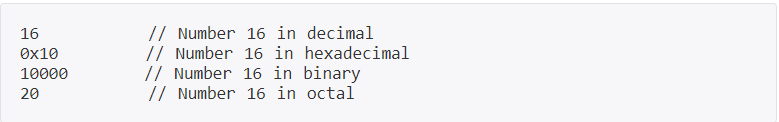 16 // Number 16 in decimal
0x10 // Number 16 in hexadecimal
10000 // Number 16 in binary
20 // Number 16 in octal